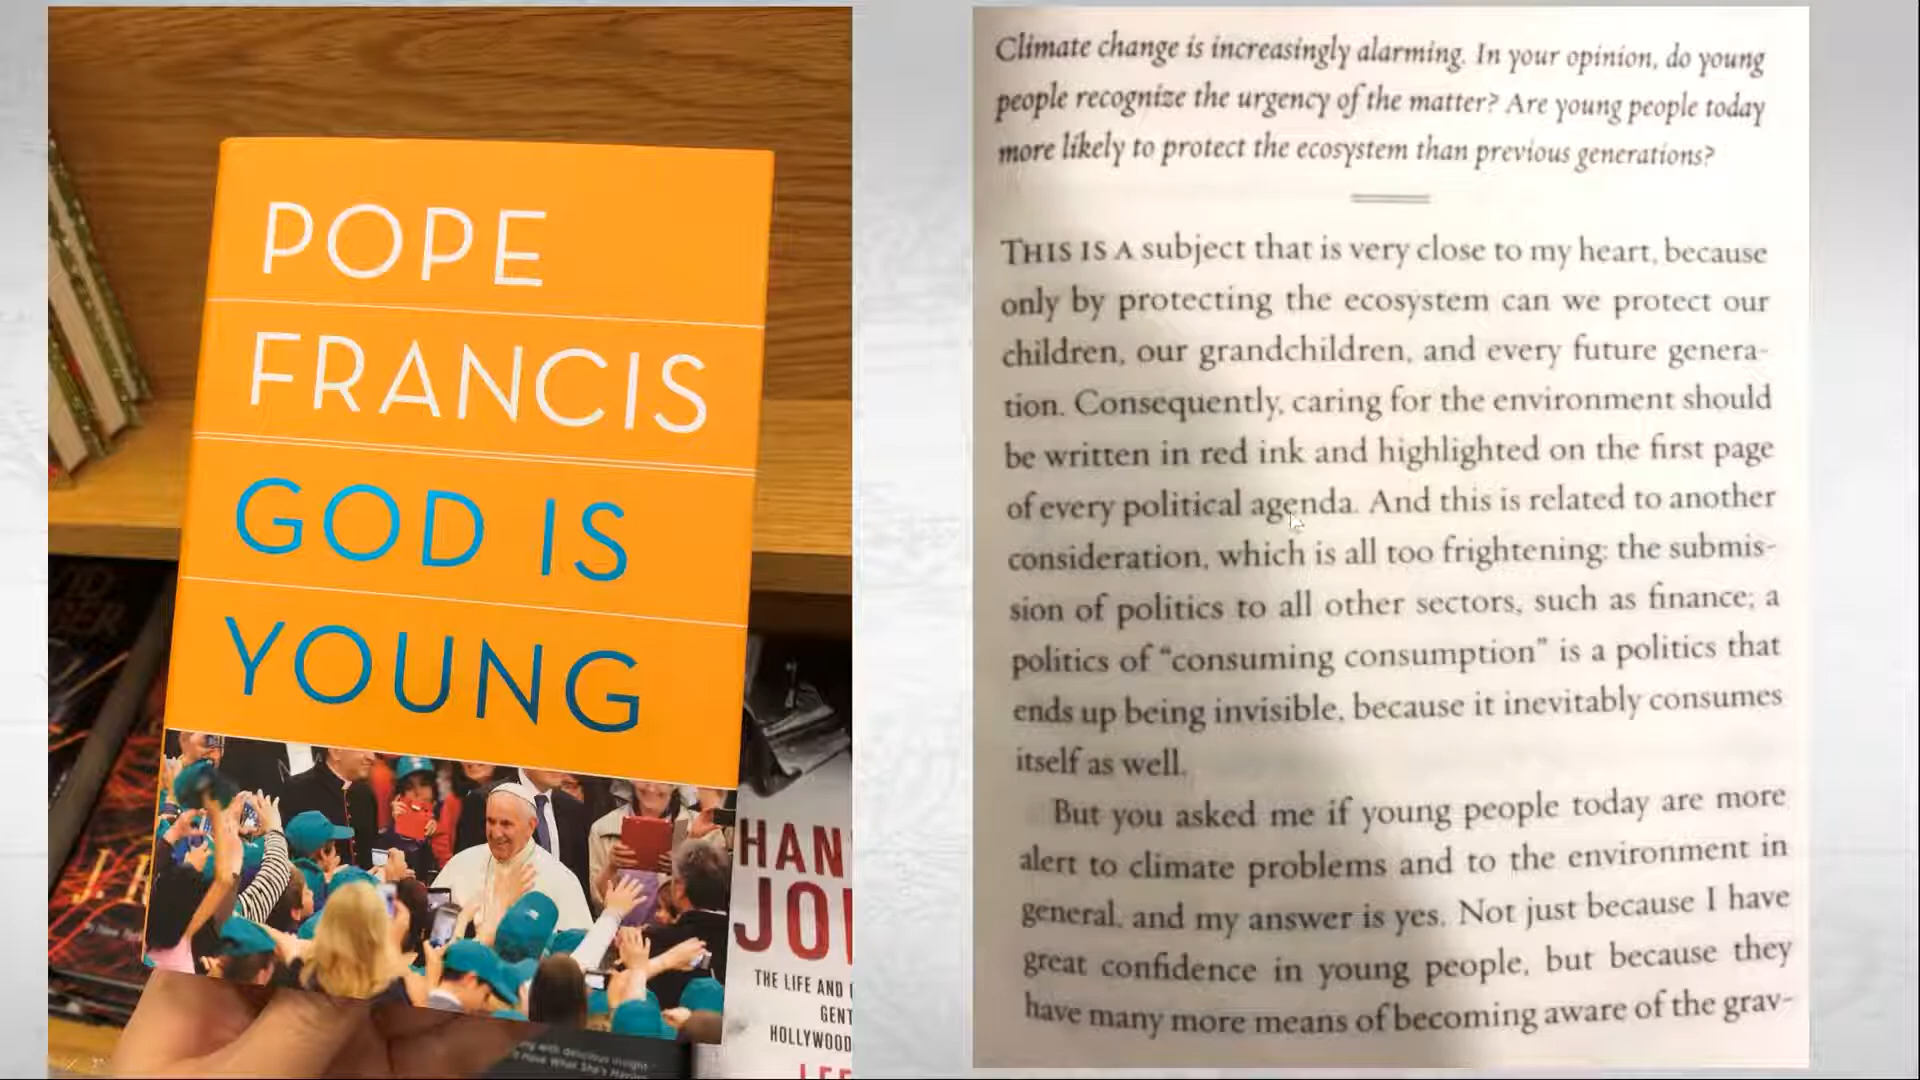 POPE
FRANCIS
GOD IS
YOUNG
HAN
JO
THE LIFE AND
GENT
HOLLYWOOD
LEE
Climate change is increasingly alarming. In your opinion, do young
people recognize the urgency of the matter? Are young people today
more likely to protect the ecosystem than previous generations?
THIS IS A subject that is very close to my heart, because
only by protecting the ecosystem can we protect our
children, our grandchildren, and every future genera-
tion. Consequently, caring for the environment should
be written in red ink and highlighted on the first page
of every political agenda. And this is related to another
consideration, which is all too frightening: the submis-
sion of politics to all other sectors, such as finance; a
politics of “consuming consumption” is a politics that
ends up being invisible, because it inevitably consumes
itself as well.
But you asked me if young people today are more
alert to climate problems and to the environment in
general, and my answer is yes. Not just because I have
great confidence in young people, but because they
have many more means of becoming aware of the grav-